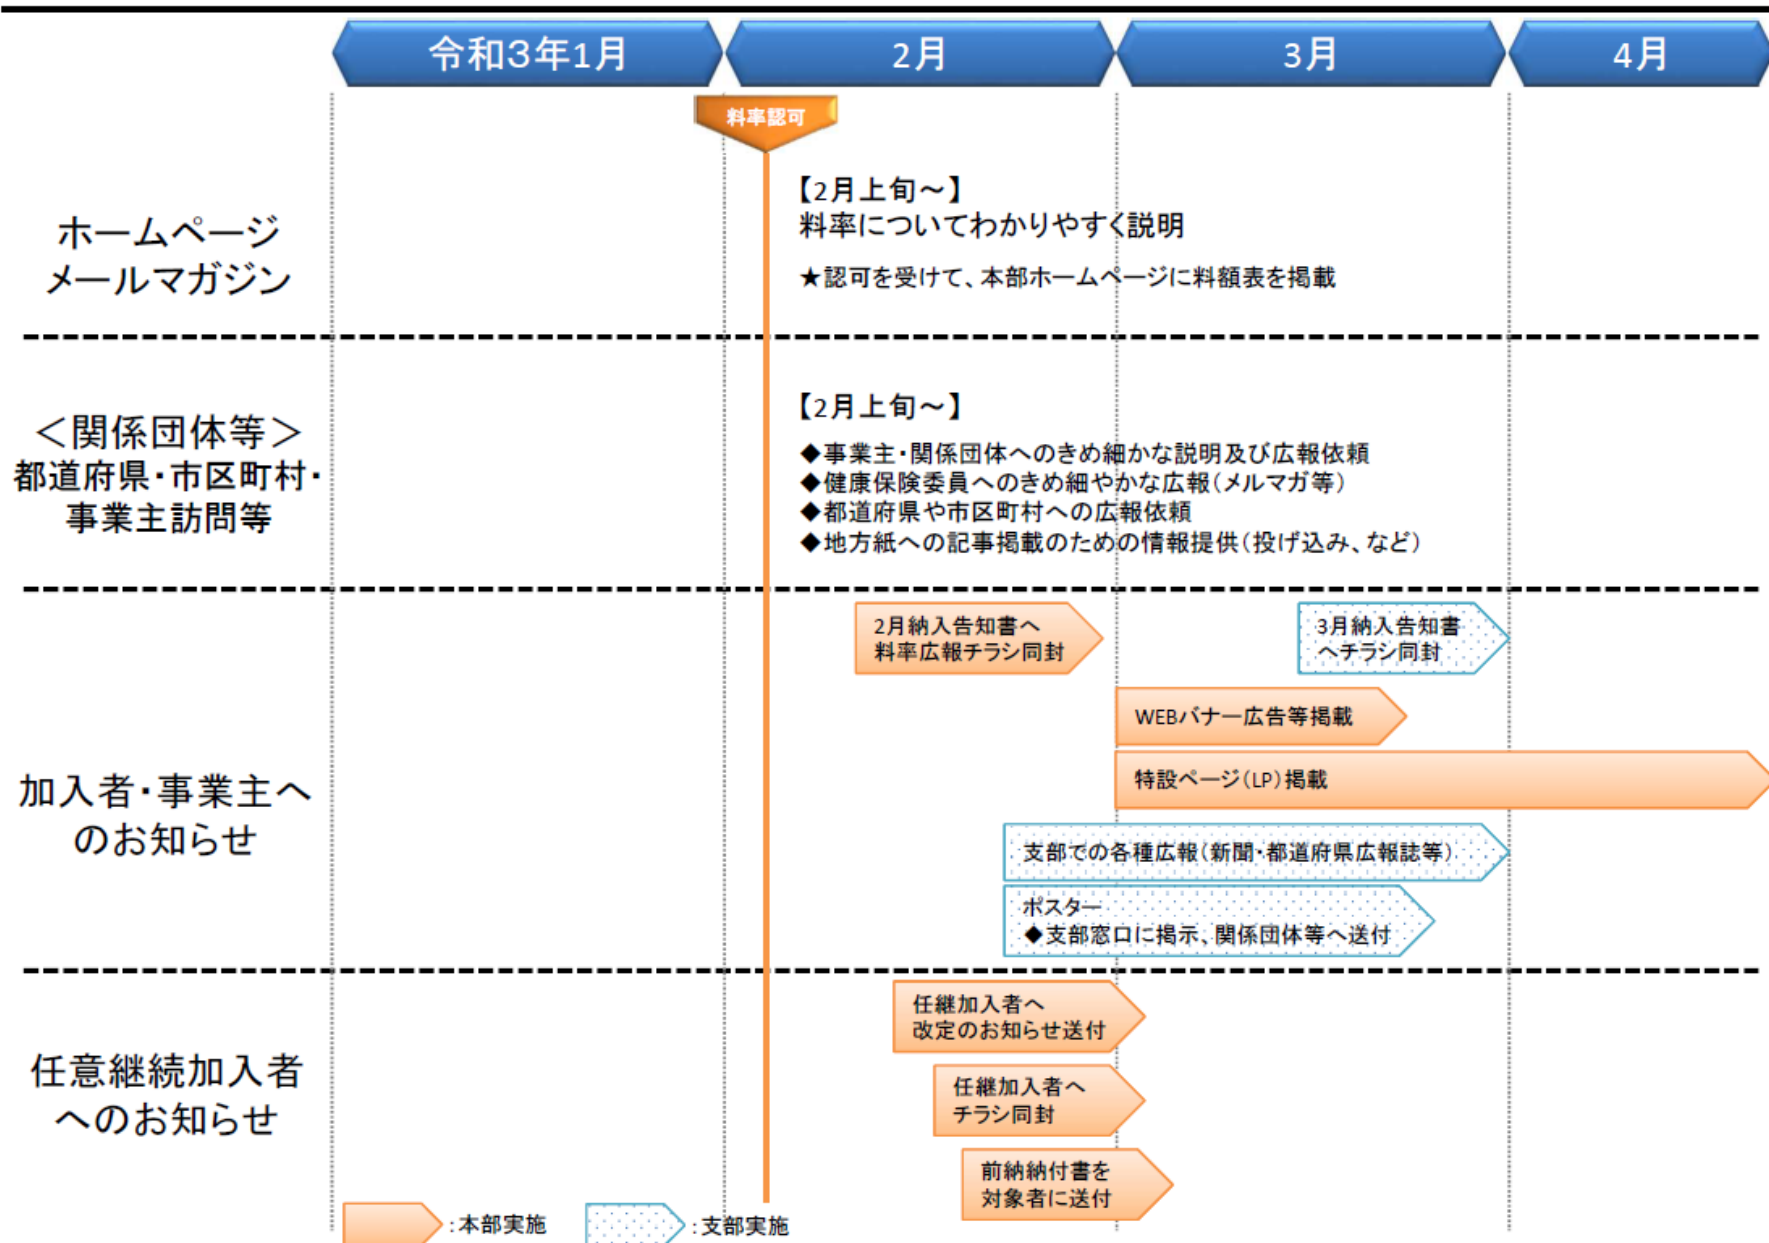 令和3年1月
2月
3月
4月
料率認可
ホームページ
メールマガジン
【2月上旬～】
料率についてわかりやすく説明
★認可を受けて、本部ホームページに料額表を掲載
＜関係団体等＞
都道府県・市区町村・
事業主訪問等
【2月上旬～】
◆事業主・関係団体へのきめ細かな説明及び広報依頼
◆健康保険委員へのきめ細やかな広報（メルマガ等）
◆都道府県や市区町村への広報依頼
◆地方紙への記事掲載のための情報提供（投げ込み、など）
加入者・事業主へ
のお知らせ
2月納入告知書へ
料率広報チラシ同封
3月納入告知書
へチラシ同封
WEBバナー広告等掲載
特設ページ（LP）掲載
支部での各種広報（新聞・都道府県広報誌等）
ポスター
◆支部窓口に掲示、関係団体等へ送付
任意継続加入者
へのお知らせ
任継加入者へ
改定のお知らせ送付
任継加入者へ
チラシ同封
前納納付書を
対象者に送付
：本部実施
：支部実施